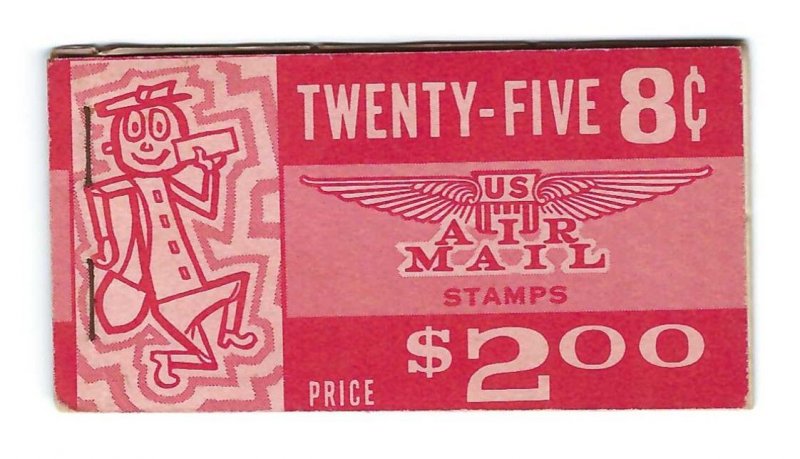 TWENTY-FIVE 8¢
US
AIR
MAIL
STAMPS
PRICE $2.00